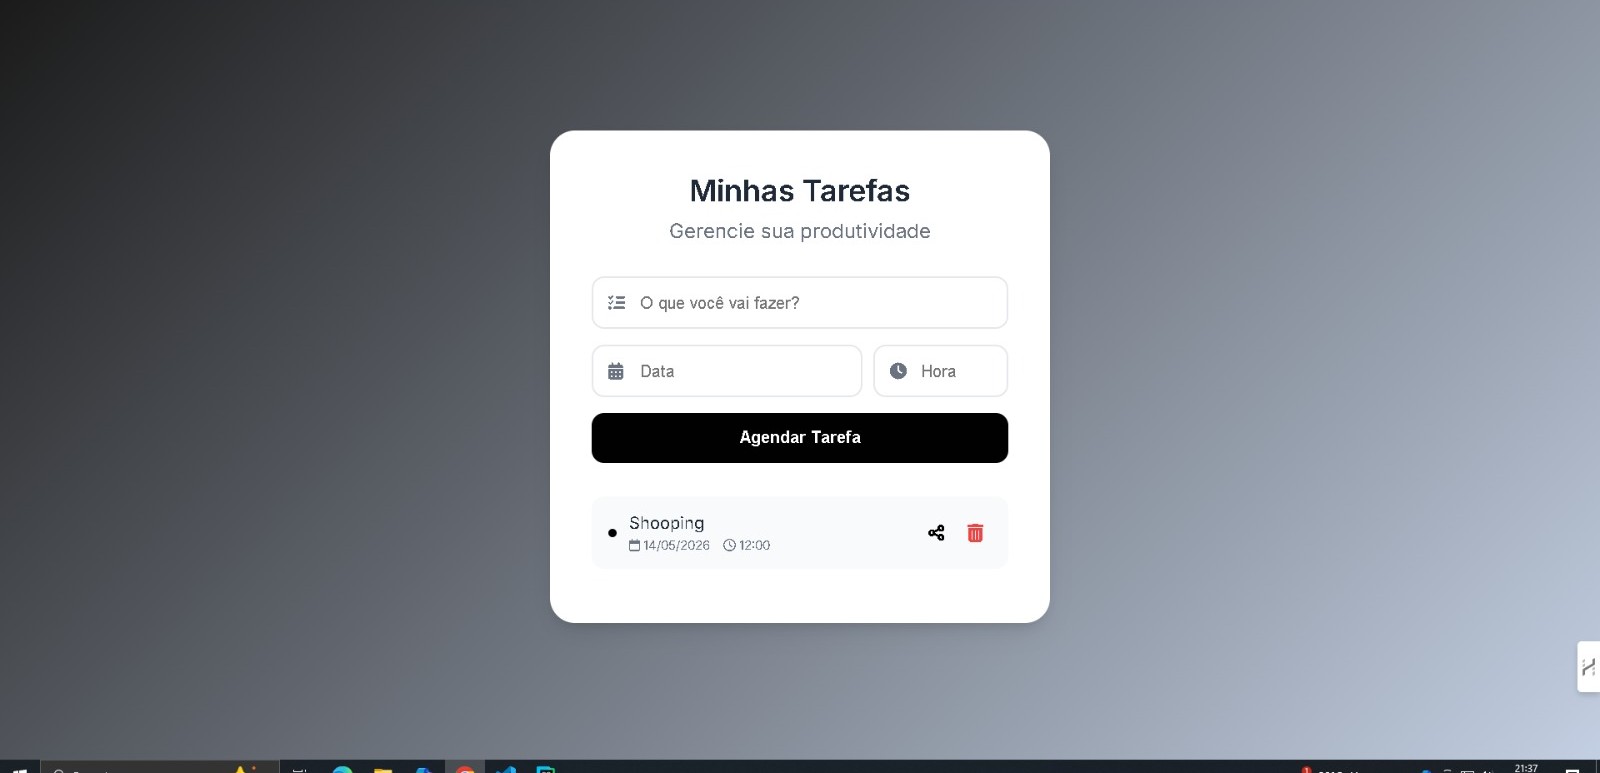 Minhas Tarefas
Gerencie sua produtividade
O que você vai fazer?
Data
Hora
Agendar Tarefa
Shooping
14/05/2026 12:00
21:37